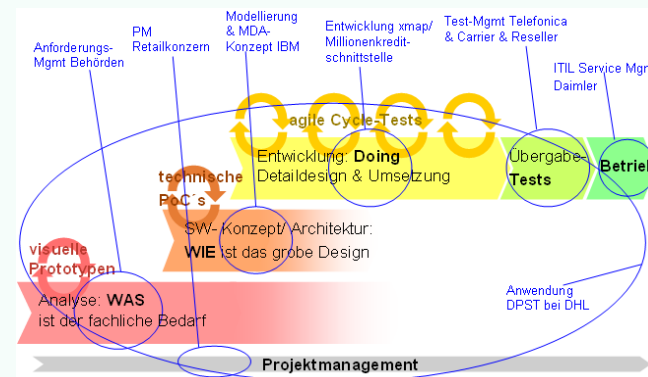 Anforderungs-
Mgmt Behörden
PM
Retailkonzern
Modellierung
& MDA-
Konzept IBM
Entwicklung xmap/
Millionenkredit-
schnittstelle
Test-Mgmt Telefonica
& Carrier & Reseller
ITIL Service Mgm
Daimler
agile Cycle-Tests
Entwicklung: Doing
Detaildesign & Umsetzung
Übergabe-
Tests
Betrieb
technische
PoC´s
SW- Konzept/ Architektur:
WIE ist das grobe Design
visuelle
Prototypen
Analyse: WAS
ist der fachliche Bedarf
Anwendung
DPST bei DHL
Projektmanagement